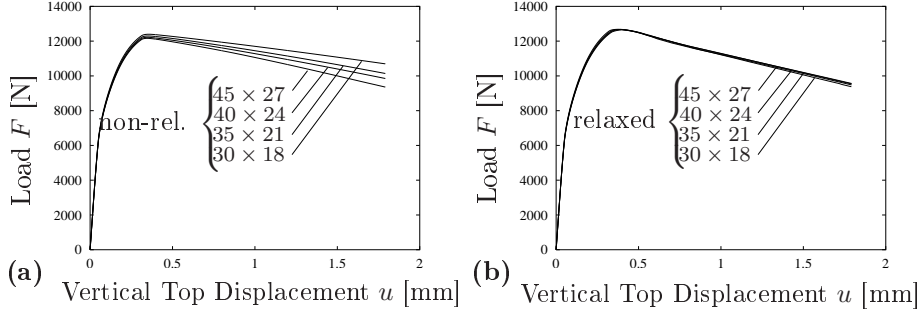 14000
12000
10000
8000
6000
4000
2000
0
Load F [N]
non-rel.
45 × 27
40 × 24
35 × 21
30 × 18
0 0.5 1 1.5 2
(a)
Vertical Top Displacement u [mm]
14000
12000
10000
8000
6000
4000
2000
0
Load F [N]
relaxed
45 × 27
40 × 24
35 × 21
30 × 18
0 0.5 1 1.5 2
(b)
Vertical Top Displacement u [mm]